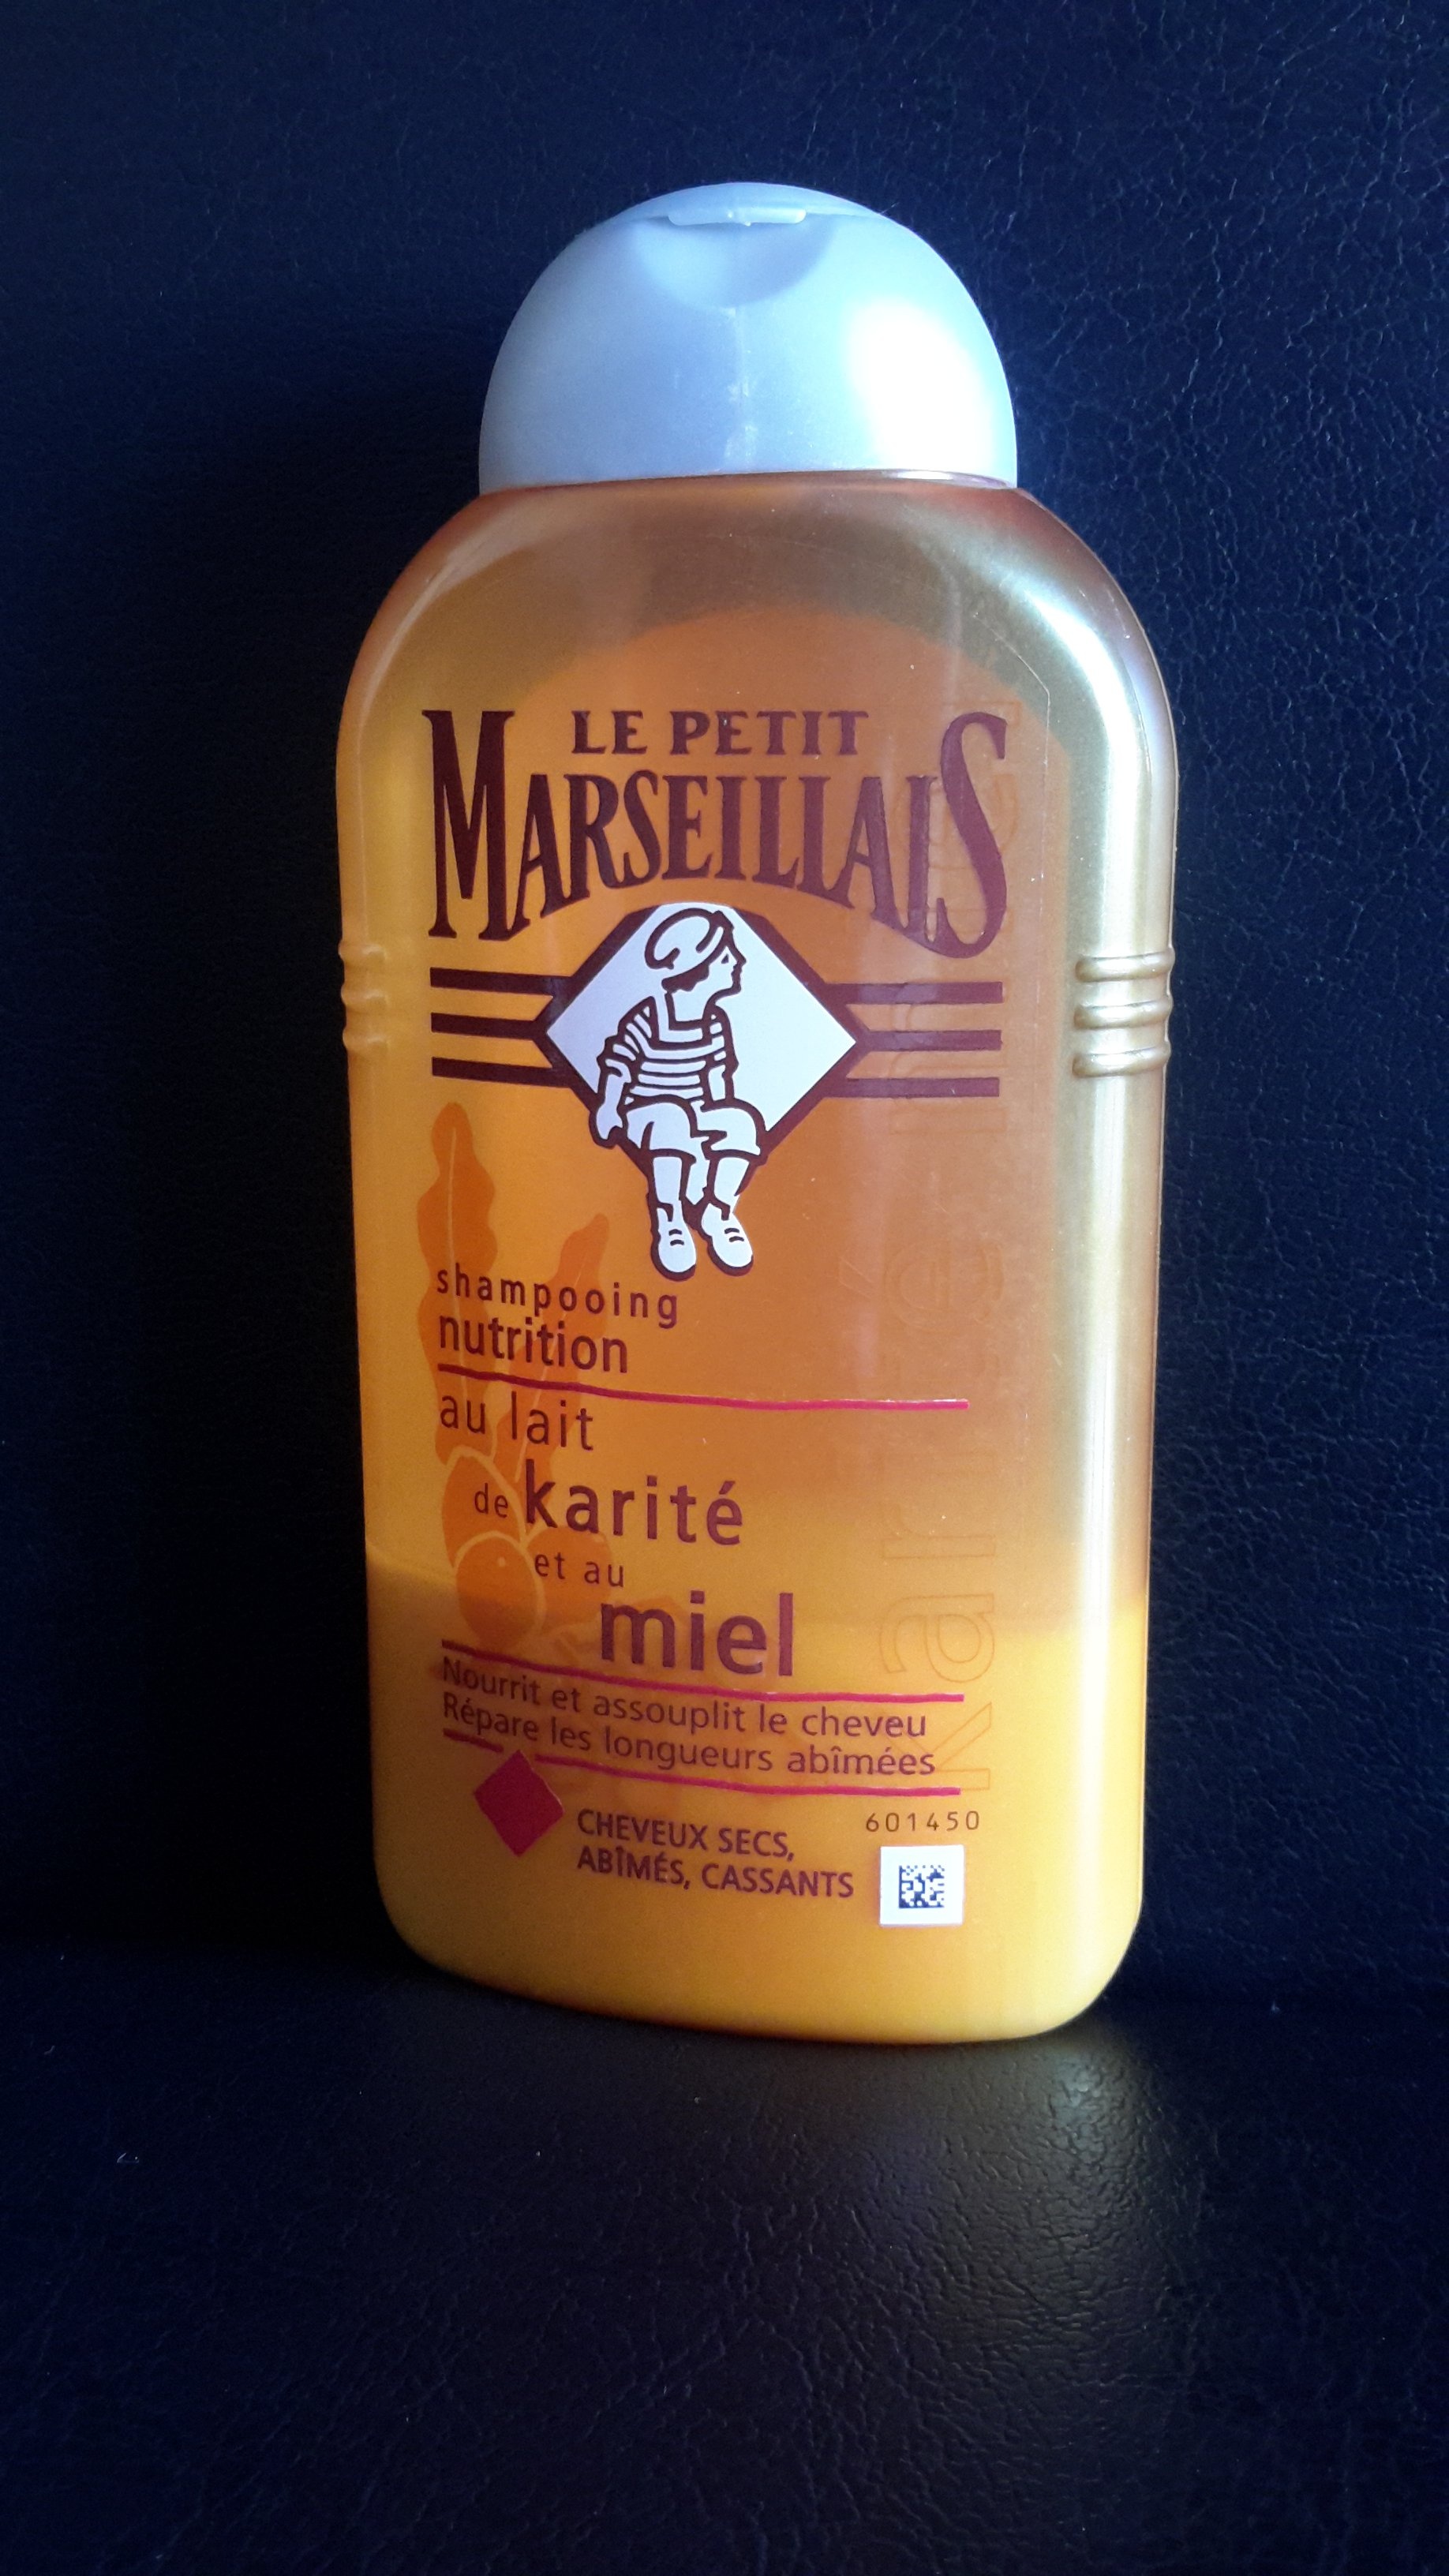 LE PETIT
MARSEILLAIS
shampooing
nutrition
au lait
de karité
et au
miel
Nourrit et assouplit le cheveu
Répare les longueurs abîmées
CHEVEUX SECS,
ABÎMÉS, CASSANTS
601450
karité